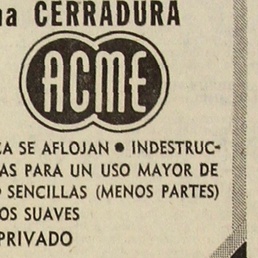 na CERRADURA
ACME
CA SE AFLOJAN ● INDESTRUC-
AS PARA UN USO MAYOR DE
SENCILLAS (MENOS PARTES)
OS SUAVES
PRIVADO